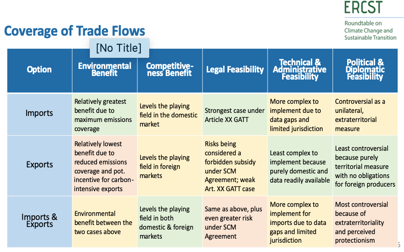 ERCST
Roundtable on
Climate Change and
Sustainable Transition
Coverage of Trade Flows
[No Title]
Option
Environmental
Benefit
Competitive-
ness Benefit
Legal Feasibility
Technical &
Administrative
Feasibility
Political &
Diplomatic
Feasibility
Imports
Relatively greatest
benefit due to
maximum emissions
coverage
Levels the playing
field in the domestic
market
Strongest case under
Article XX GATT
More complex to
implement due to
data gaps and
limited jurisdiction
Controversial as a
unilateral,
extraterritorial
measure
Exports
Relatively lowest
benefit due to
reduced emissions
coverage and pot.
incentive for carbon-
intensive exports
Levels the playing
field in foreign
markets
Risks being
considered a
forbidden subsidy
under SCM
Agreement; weak
Art. XX GATT case
Least complex to
implement because
purely domestic and
data readily available
Least controversial
because purely
territorial measure
with no obligations
for foreign producers
Imports &
Exports
Environmental
benefit between the
two cases above
Levels the playing
field in both
domestic & foreign
markets
Same as above, plus
even greater risk
under SCM
Agreement
More complex to
implement for
imports due to data
gaps and limited
jurisdiction
Most controversial
because of
extraterritoriality
and perceived
protectionism